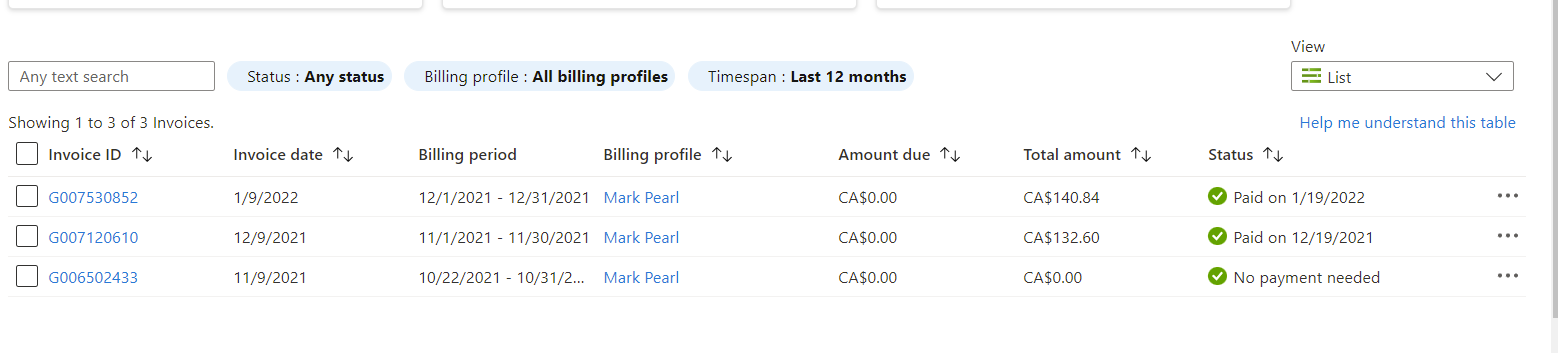 View
Any text search
Status : Any status
Billing profile : All billing profiles
Timespan : Last 12 months
List
Showing 1 to 3 of 3 Invoices.
Help me understand this table
Invoice ID Invoice date Billing period Billing profile Amount due Total amount Status
G007530852 1/9/2022 12/1/2021 - 12/31/2021 Mark Pearl CA$0.00 CA$140.84 Paid on 1/19/2022
G007120610 12/9/2021 11/1/2021 - 11/30/2021 Mark Pearl CA$0.00 CA$132.60 Paid on 12/19/2021
G006502433 11/9/2021 10/22/2021 - 10/31/2... Mark Pearl CA$0.00 CA$0.00 No payment needed